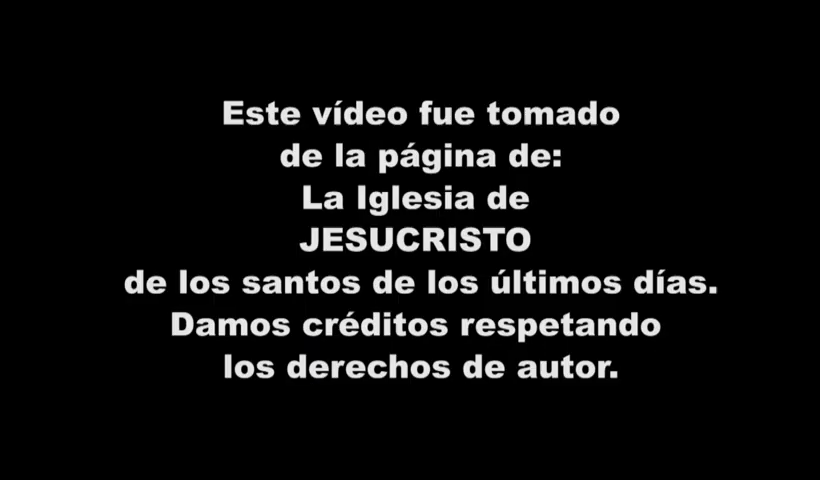 Este vídeo fue tomado
de la página de:
La Iglesia de
JESUCRISTO
de los santos de los últimos días.
Damos créditos respetando
los derechos de autor.